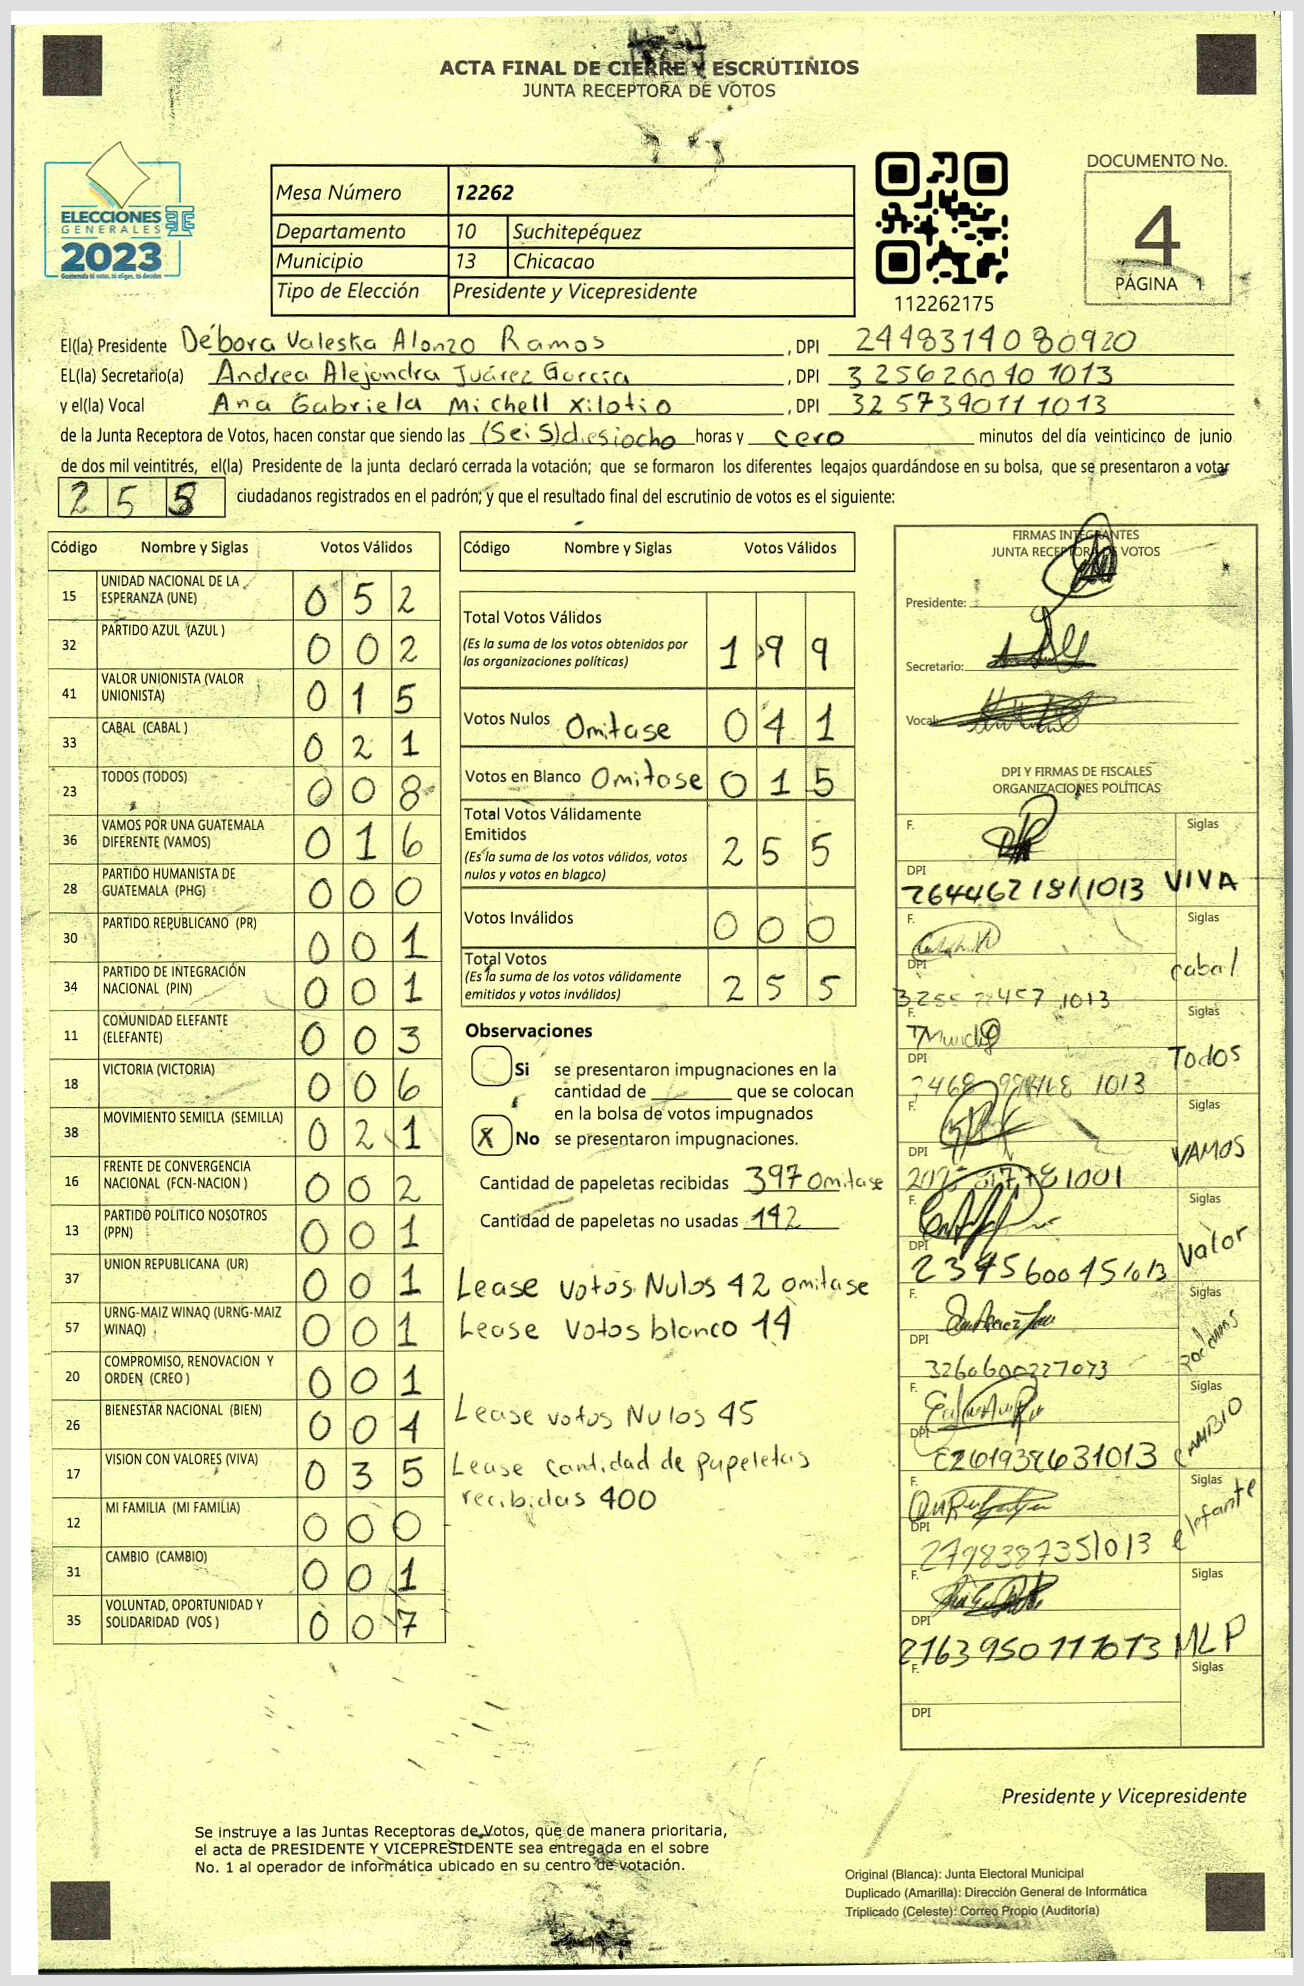 ACTA FINAL DE CIERRE Y ESCRUTINIOS
JUNTA RECEPTORA DE VOTOS
ELECCIONES
GENERALES
2023
Guatemala tú votas, tú eliges, tú decides
Mesa Número 12262
Departamento 10 Suchitepéquez
Municipio 13 Chicacao
Tipo de Elección Presidente y Vicepresidente
112262175
DOCUMENTO No.
4
PÁGINA 1
El(la) Presidente Débora Valeska Alonzo Ramos, DPI 2448314080920
EL(la) Secretario(a) Andrea Alejandra Juárez García, DPI 3256260401013
y el(la) Vocal Ana Gabriela Michell Xilotio, DPI 3257390111013
de la Junta Receptora de Votos, hacen constar que siendo las (Seis) diesiocho horas y cero minutos del día veinticinco de junio
de dos mil veintitrés, el(la) Presidente de la junta declaró cerrada la votación; que se formaron los diferentes legajos guardándose en su bolsa, que se presentaron a votar
255 ciudadanos registrados en el padrón; y que el resultado final del escrutinio de votos es el siguiente:
Código Nombre y Siglas Votos Válidos
15 UNIDAD NACIONAL DE LA ESPERANZA (UNE) 0 5 2
32 PARTIDO AZUL (AZUL ) 0 0 2
41 VALOR UNIONISTA (VALOR UNIONISTA) 0 1 5
33 CABAL (CABAL ) 0 2 1
23 TODOS (TODOS) 0 0 8
36 VAMOS POR UNA GUATEMALA DIFERENTE (VAMOS) 0 1 6
28 PARTIDO HUMANISTA DE GUATEMALA (PHG) 0 0 0
30 PARTIDO REPUBLICANO (PR) 0 0 1
34 PARTIDO DE INTEGRACIÓN NACIONAL (PIN) 0 0 1
11 COMUNIDAD ELEFANTE (ELEFANTE) 0 0 3
18 VICTORIA (VICTORIA) 0 0 6
38 MOVIMIENTO SEMILLA (SEMILLA) 0 2 1
16 FRENTE DE CONVERGENCIA NACIONAL (FCN-NACION ) 0 0 2
13 PARTIDO POLITICO NOSOTROS (PPN) 0 0 1
37 UNION REPUBLICANA (UR) 0 0 1
57 URNG-MAIZ WINAQ (URNG-MAIZ WINAQ) 0 0 1
20 COMPROMISO, RENOVACION Y ORDEN (CREO ) 0 0 1
26 BIENESTAR NACIONAL (BIEN) 0 0 4
17 VISION CON VALORES (VIVA) 0 3 5
12 MI FAMILIA (MI FAMILIA) 0 0 0
31 CAMBIO (CAMBIO) 0 0 1
35 VOLUNTAD, OPORTUNIDAD Y SOLIDARIDAD (VOS ) 0 0 7
Código Nombre y Siglas Votos Válidos
Total Votos Válidos
(Es la suma de los votos obtenidos por
las organizaciones políticas) 1 9 9
Votos Nulos Omitase 0 4 1
Votos en Blanco Omitase 0 1 5
Total Votos Válidamente
Emitidos
(Es la suma de los votos válidos, votos
nulos y votos en blaqco) 2 5 5
Votos Inválidos 0 0 0
Total Votos
(Es la suma de los votos válidamente
emitidos y votos inválidos) 2 5 5
Observaciones
Si se presentaron impugnaciones en la
cantidad de ________ que se colocan
en la bolsa de votos impugnados
X No se presentaron impugnaciones.
Cantidad de papeletas recibidas 397 omitase
Cantidad de papeletas no usadas 142
Lease votos Nulos 42 omitase
Lease votos blanco 14
Lease votos Nulos 45
Lease cantidad de papeletas
recibidas 400
FIRMAS INTEGRANTES
JUNTA RECEPTORA DE VOTOS
Presidente:
Secretario:
Vocal:
DPI Y FIRMAS DE FISCALES
ORGANIZACIONES POLÍTICAS
F. Siglas
DPI
2644621811013 VIVA
F. Siglas
DPI cabal
F. Siglas
DPI Todos
F. Siglas
DPI VAMOS
F. Siglas
DPI Valor
2345600451013
F. Siglas
DPI podemos
3260600227073
F. Siglas
DPI CAMBIO
F. Siglas
DPI elefante
2798387351013
F. Siglas
DPI
2163950111013 MLP
F. Siglas
DPI
Presidente y Vicepresidente
Se instruye a las Juntas Receptoras de Votos, que de manera prioritaria,
el acta de PRESIDENTE Y VICEPRESIDENTE sea entregada en el sobre
No. 1 al operador de informática ubicado en su centro de votación.
Original (Blanca): Junta Electoral Municipal
Duplicado (Amarilla): Dirección General de Informática
Triplicado (Celeste): Correo Propio (Auditoría)